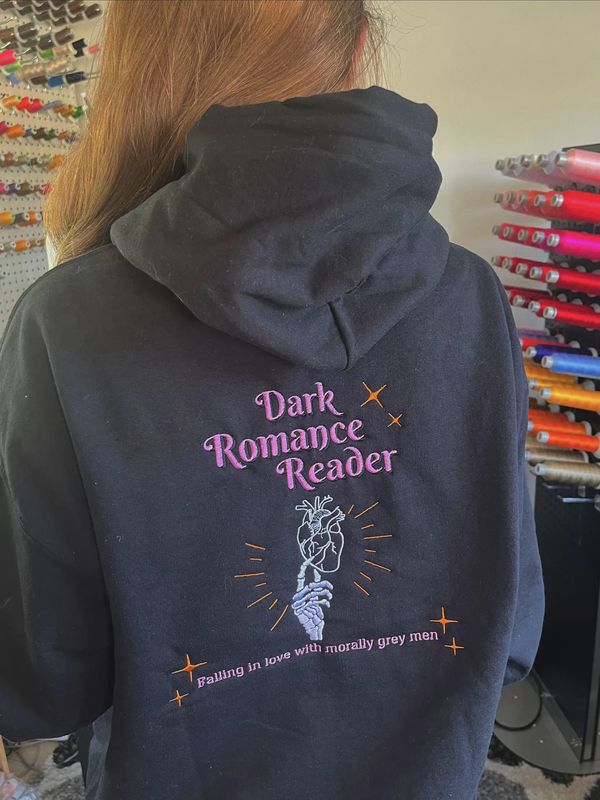 Dark
Romance
Reader
Falling in love with morally grey men